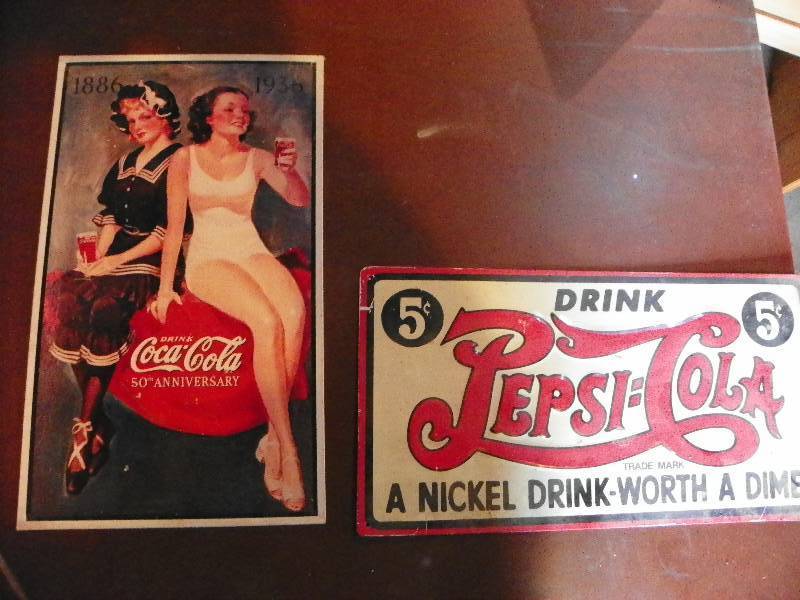 1886 1936
DRINK
Coca-Cola
50TH ANNIVERSARY
5¢ DRINK 5¢
PEPSI:COLA
TRADE MARK
A NICKEL DRINK-WORTH A DIME